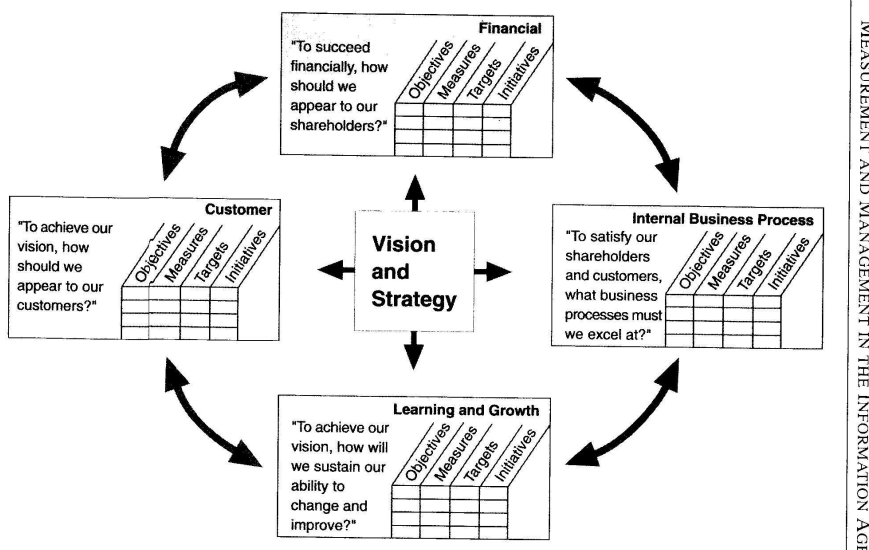 Financial
"To succeed
financially, how
should we
appear to our
shareholders?"
Objectives
Measures
Targets
Initiatives
Customer
"To achieve our
vision, how
should we
appear to our
customers?"
Objectives
Measures
Targets
Initiatives
Vision
and
Strategy
Internal Business Process
"To satisfy our
shareholders
and customers,
what business
processes must
we excel at?"
Objectives
Measures
Targets
Initiatives
Learning and Growth
"To achieve our
vision, how will
we sustain our
ability to
change and
improve?"
Objectives
Measures
Targets
Initiatives
MEASUREMENT AND MANAGEMENT IN THE INFORMATION AGE